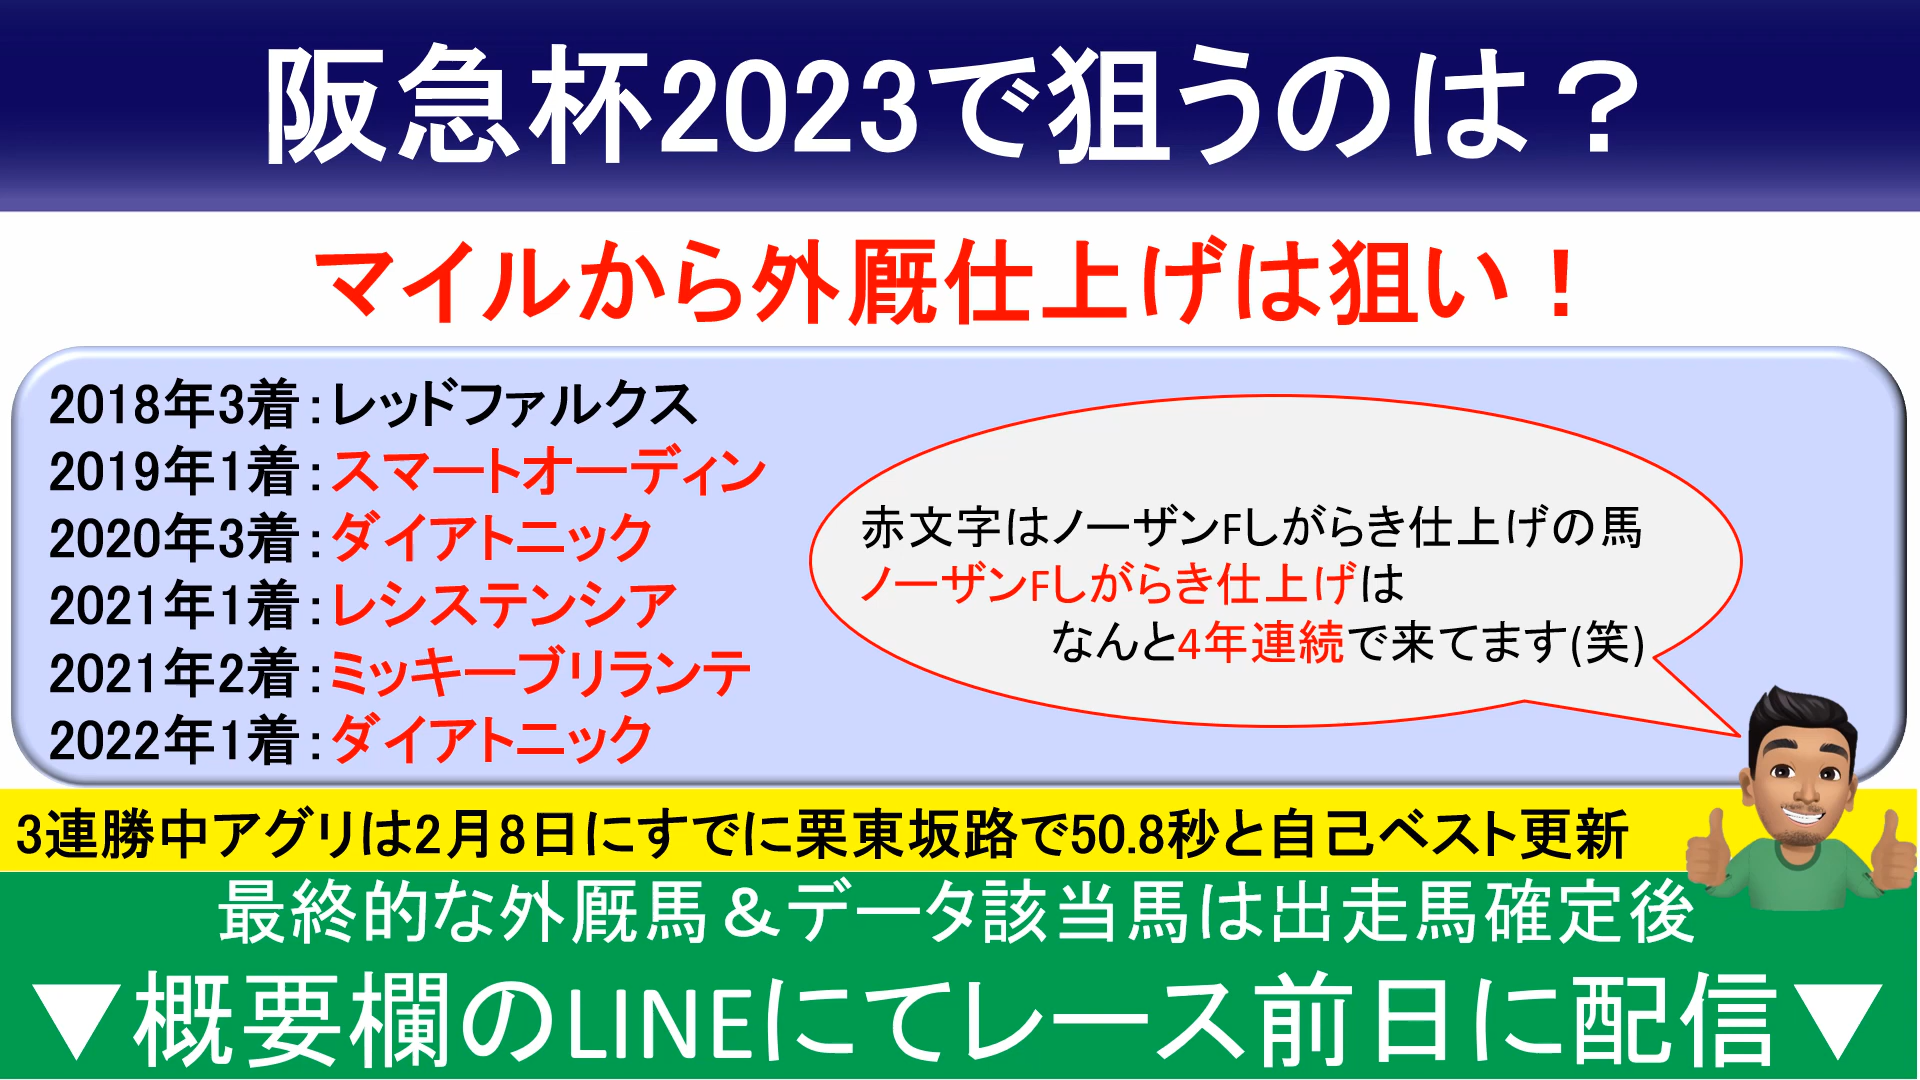 阪急杯2023で狙うのは？
マイルから外厩仕上げは狙い！
2018年3着：レッドファルクス
2019年1着：スマートオーディン
2020年3着：ダイアトニック
2021年1着：レシステンシア
2021年2着：ミッキーブリランテ
2022年1着：ダイアトニック
赤文字はノーザンFしがらき仕上げの馬
ノーザンFしがらき仕上げは
なんと4年連続で来てます(笑)
3連勝中アグリは2月8日にすでに栗東坂路で50.8秒と自己ベスト更新
最終的な外厩馬＆データ該当馬は出走馬確定後
▼概要欄のLINEにてレース前日に配信▼